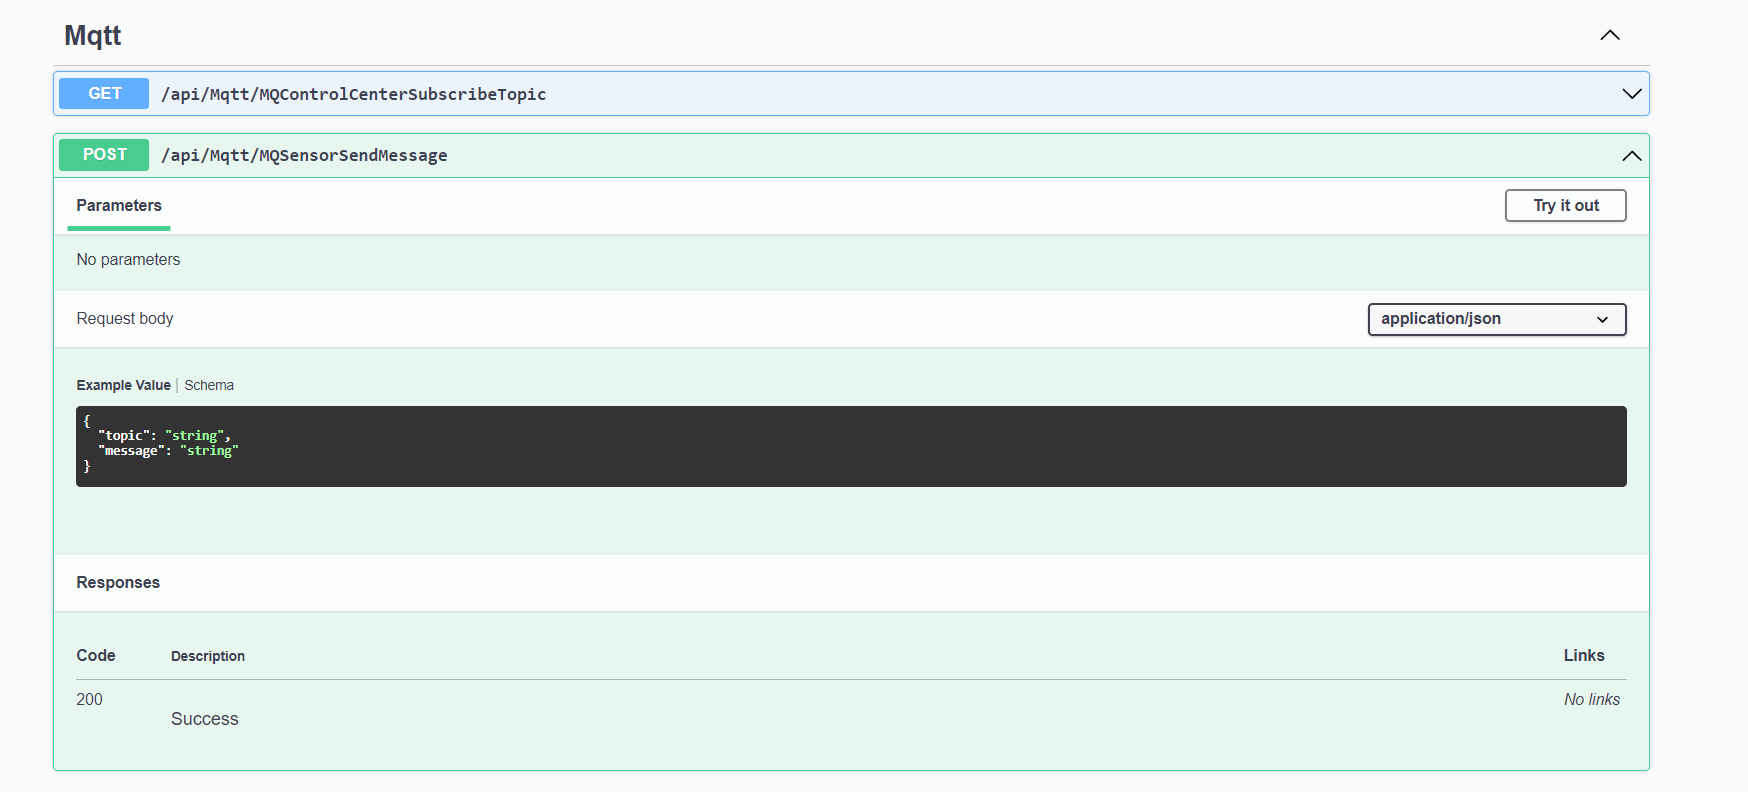 Mqtt
GET /api/Mqtt/MQControlCenterSubscribeTopic
POST /api/Mqtt/MQSensorSendMessage
Parameters Try it out
No parameters
Request body application/json
Example Value | Schema
{
"topic": "string",
"message": "string"
}
Responses
Code Description Links
200 No links
Success